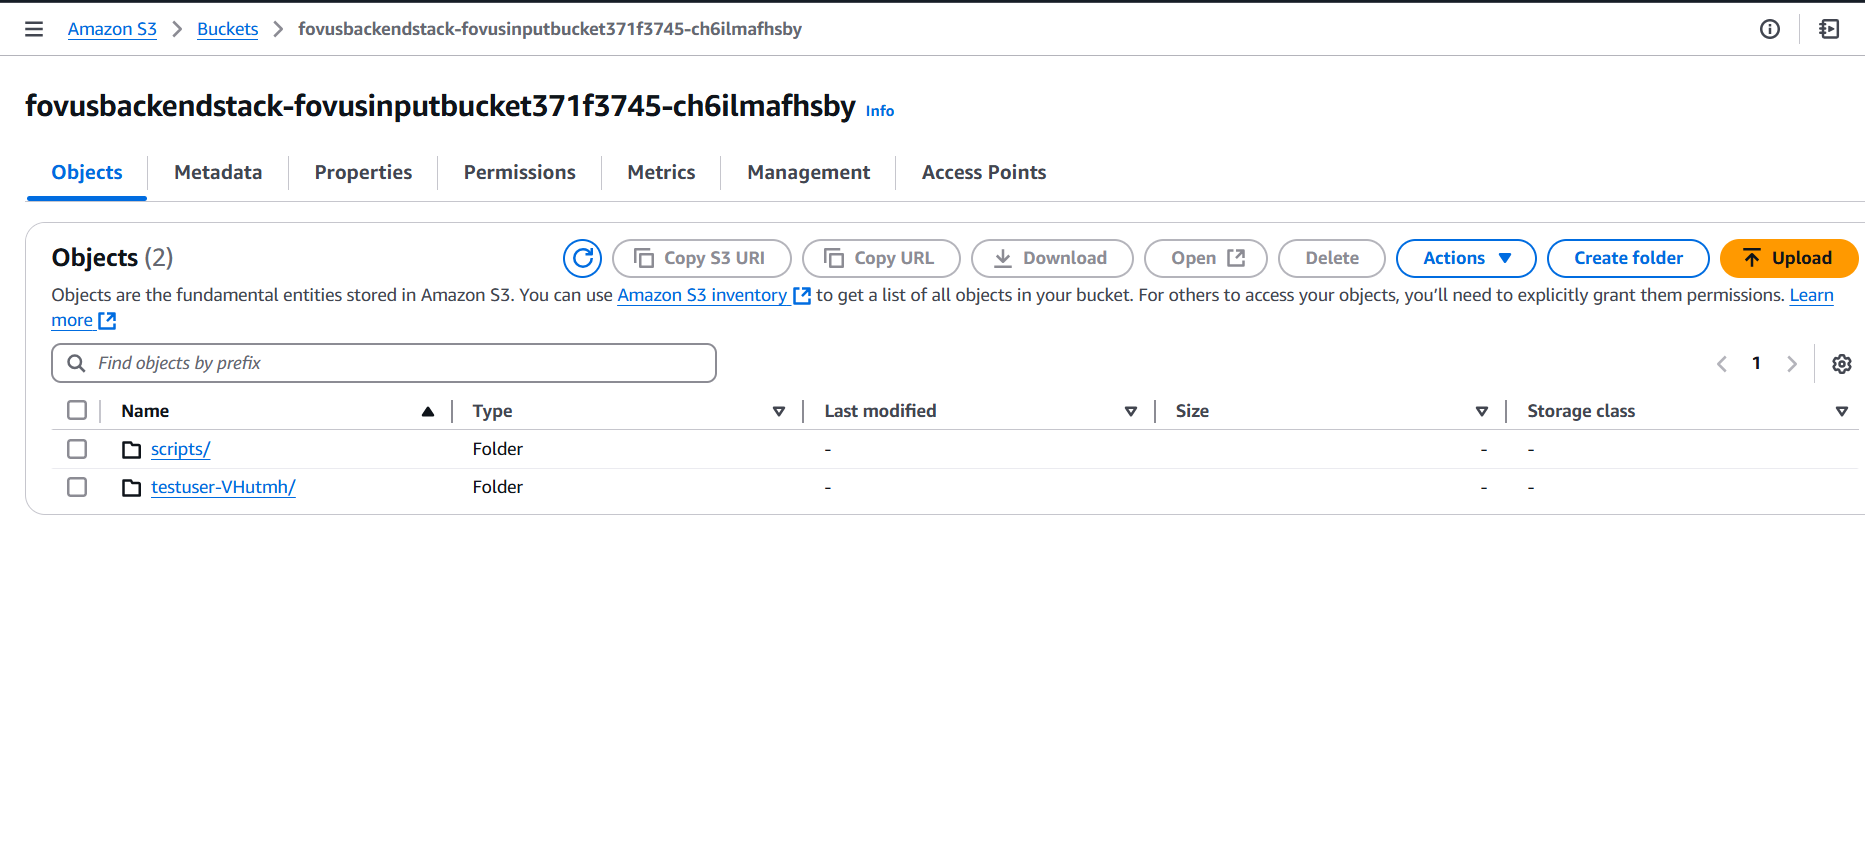 Amazon S3 > Buckets > fovusbackendstack-fovusinputbucket371f3745-ch6ilmafhsby
fovusbackendstack-fovusinputbucket371f3745-ch6ilmafhsby Info
Objects Metadata Properties Permissions Metrics Management Access Points
Objects (2) Copy S3 URI Copy URL Download Open Delete Actions Create folder Upload
Objects are the fundamental entities stored in Amazon S3. You can use Amazon S3 inventory to get a list of all objects in your bucket. For others to access your objects, you’ll need to explicitly grant them permissions. Learn
more
Find objects by prefix < 1 >
Name Type Last modified Size Storage class
scripts/ Folder - - -
testuser-VHutmh/ Folder - - -